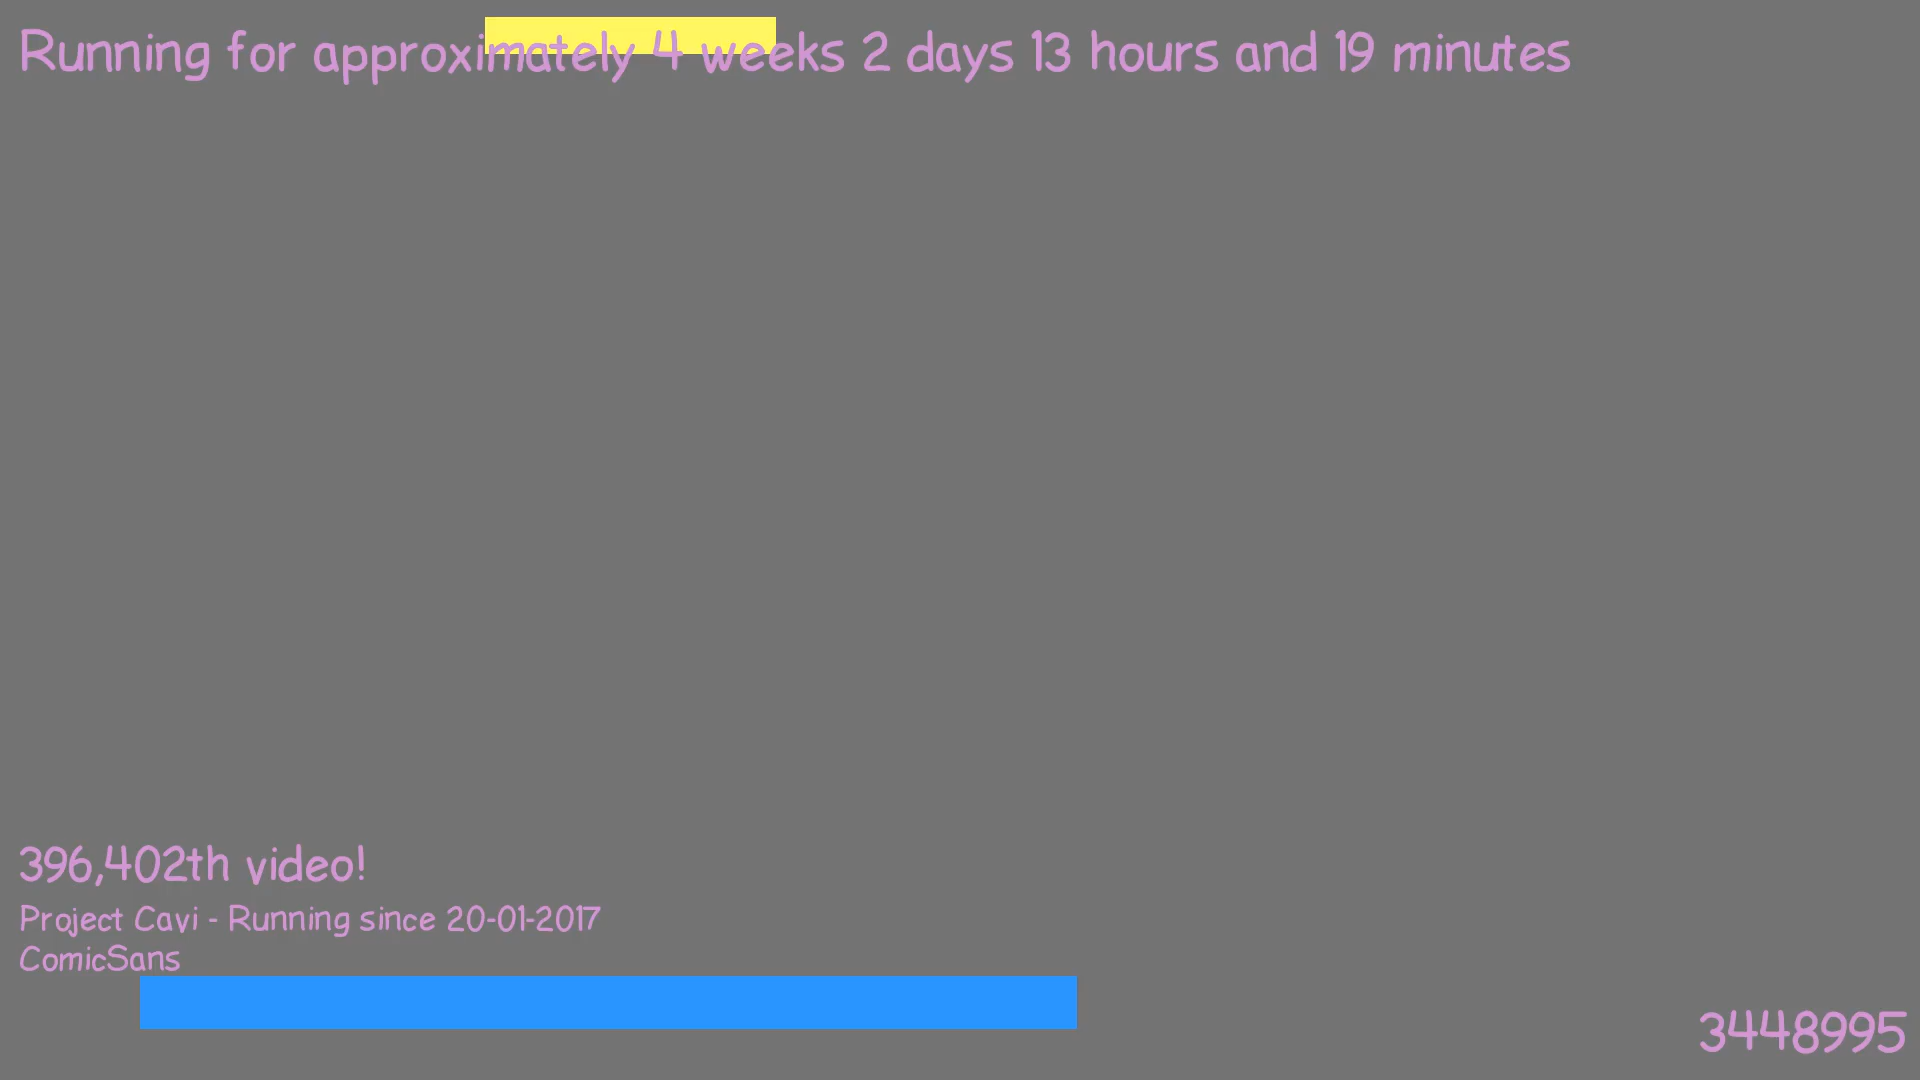 Running for approximately 4 weeks 2 days 13 hours and 19 minutes
396,402th video!
Project Cavi - Running since 20-01-2017
ComicSans
3448995